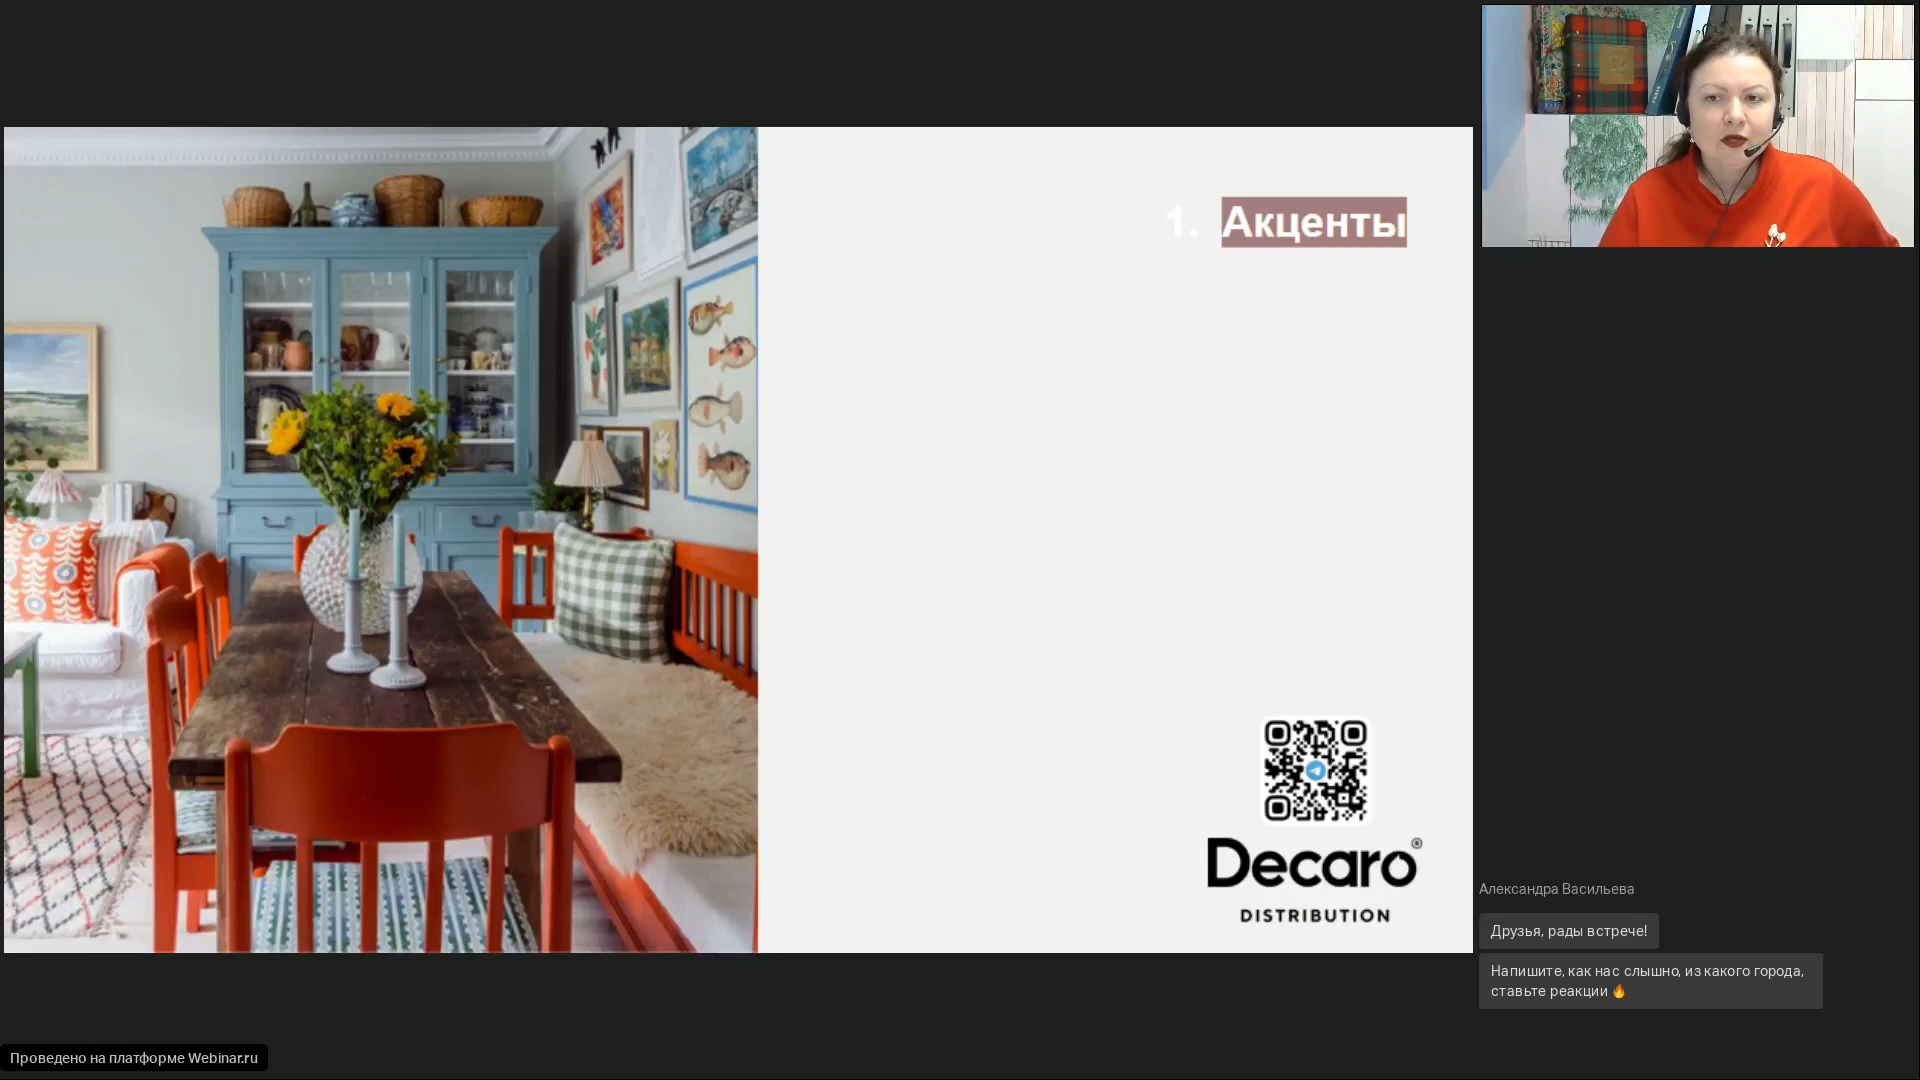 1. Акценты
Decaro®
DISTRIBUTION
Александра Васильева
Друзья, рады встрече!
Напишите, как нас слышно, из какого города,
ставьте реакции 🔥
Проведено на платформе Webinar.ru